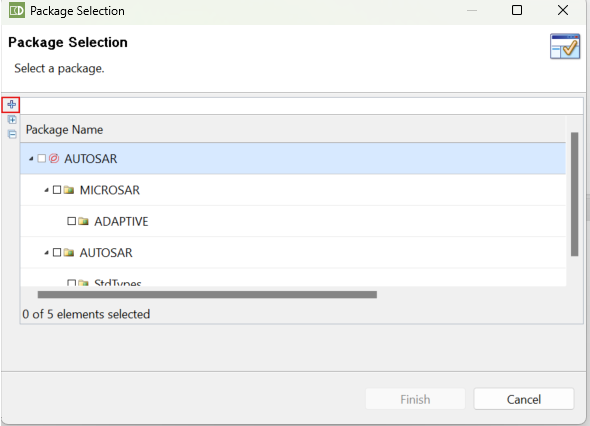 Package Selection
Package Selection
Select a package.
Package Name
AUTOSAR
MICROSAR
ADAPTIVE
AUTOSAR
StdTypes
0 of 5 elements selected
Finish
Cancel